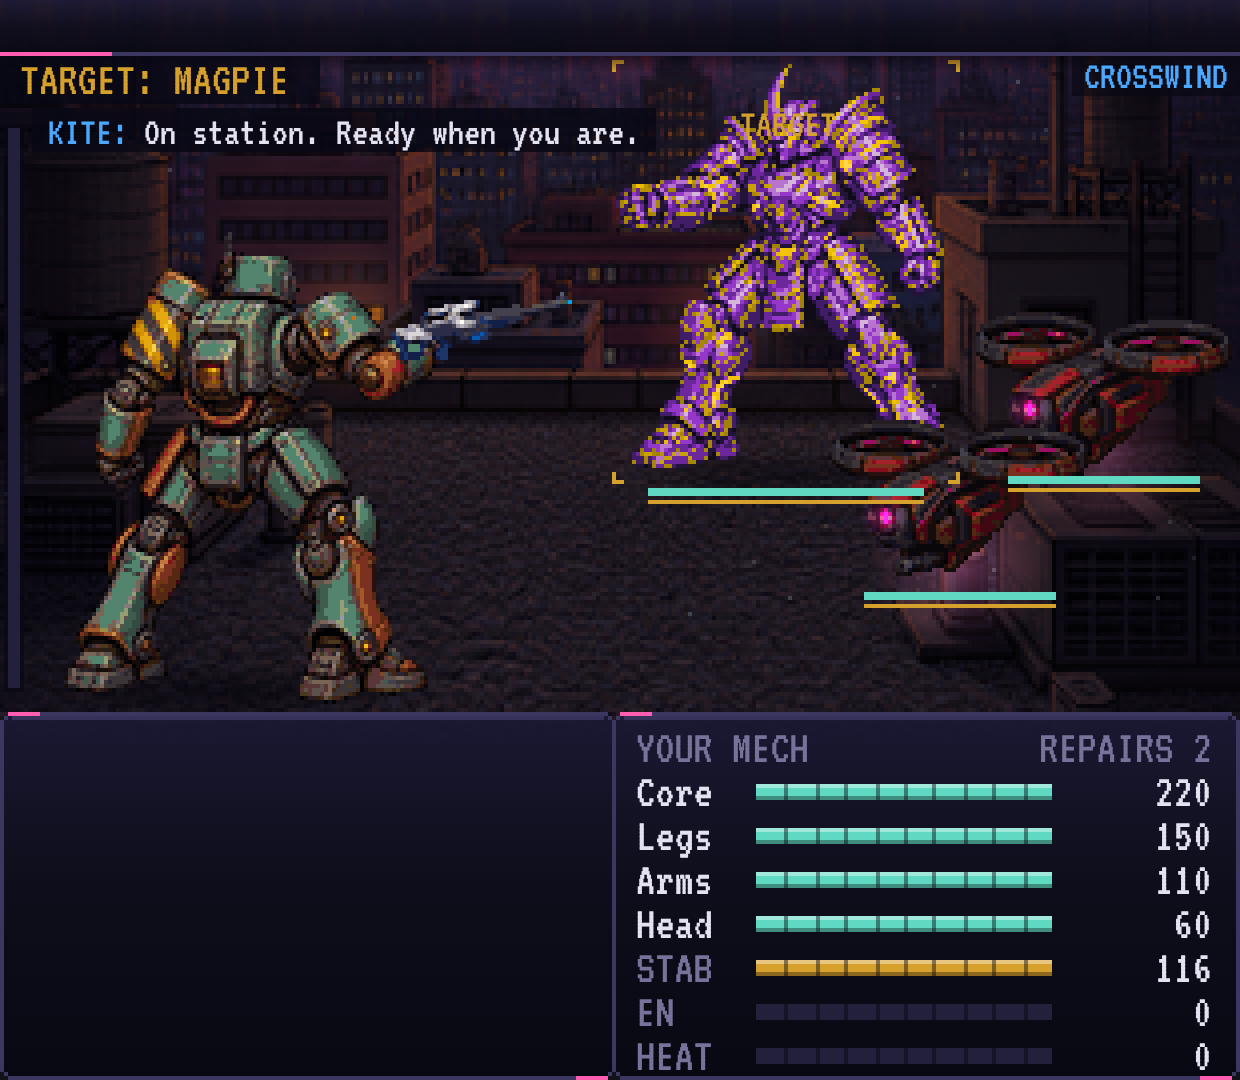 TARGET: MAGPIE
CROSSWIND
KITE: On station. Ready when you are.
TARGET
YOUR MECH
REPAIRS 2
Core 220
Legs 150
Arms 110
Head 60
STAB 116
EN 0
HEAT 0